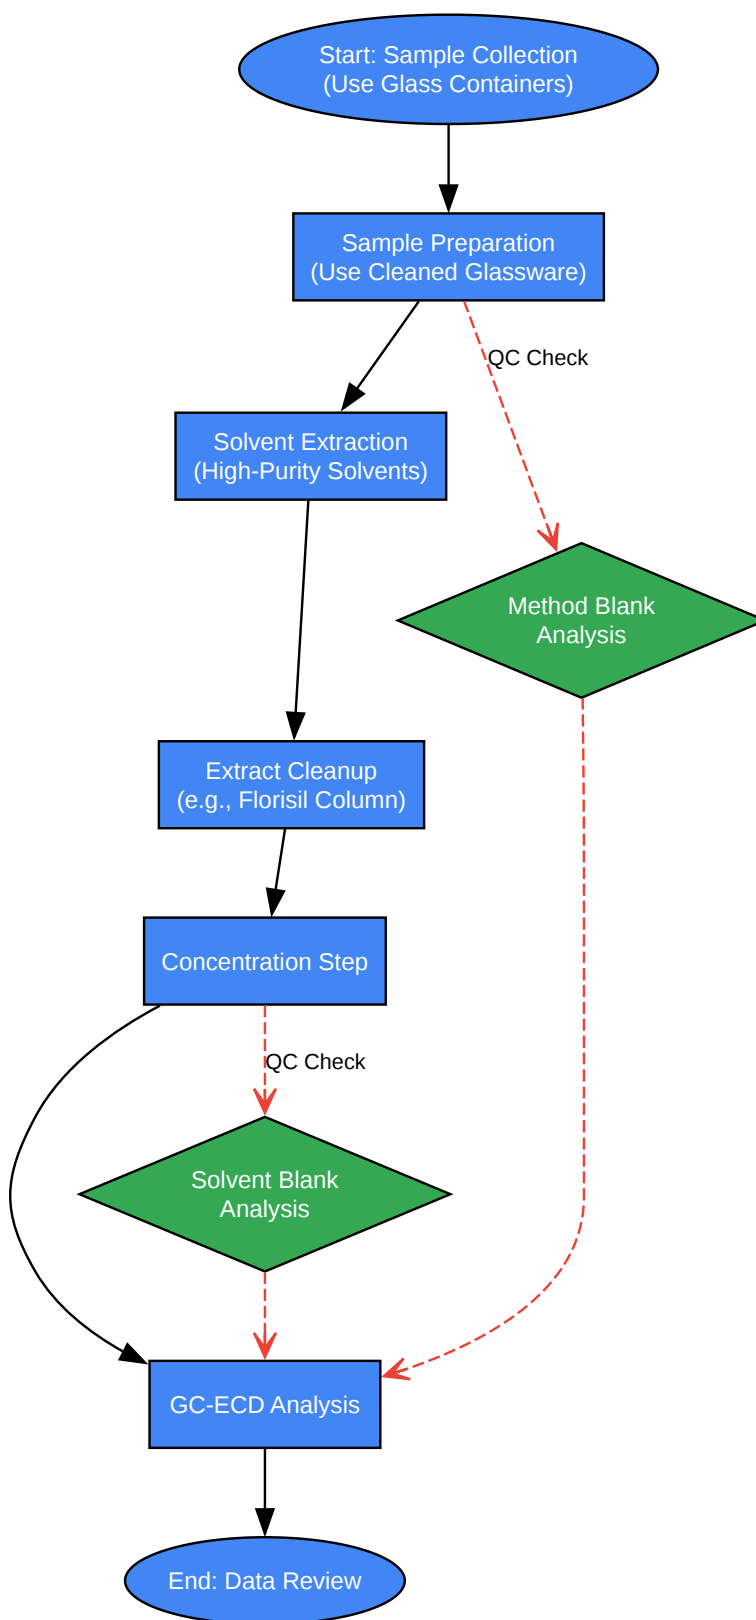 Start: Sample Collection
(Use Glass Containers)
Sample Preparation
(Use Cleaned Glassware)
QC Check
Solvent Extraction
(High-Purity Solvents)
Method Blank
Analysis
Extract Cleanup
(e.g., Florisil Column)
Concentration Step
QC Check
Solvent Blank
Analysis
GC-ECD Analysis
End: Data Review